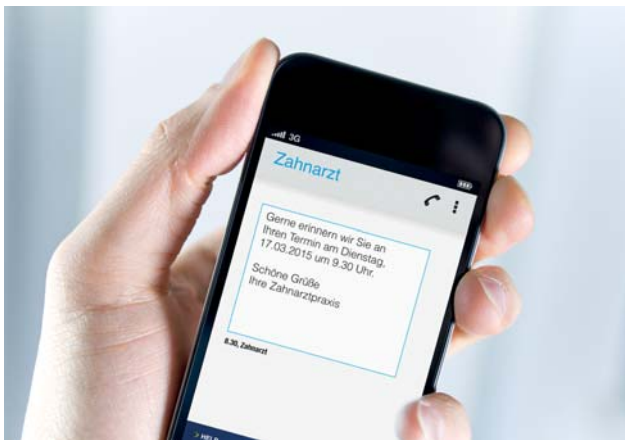 3G
Zahnarzt
Gerne erinnern wir Sie an
Ihren Termin am Dienstag,
17.03.2015 um 9.30 Uhr.
Schöne Grüße
Ihre Zahnarztpraxis
8.30, Zahnarzt
> HELP